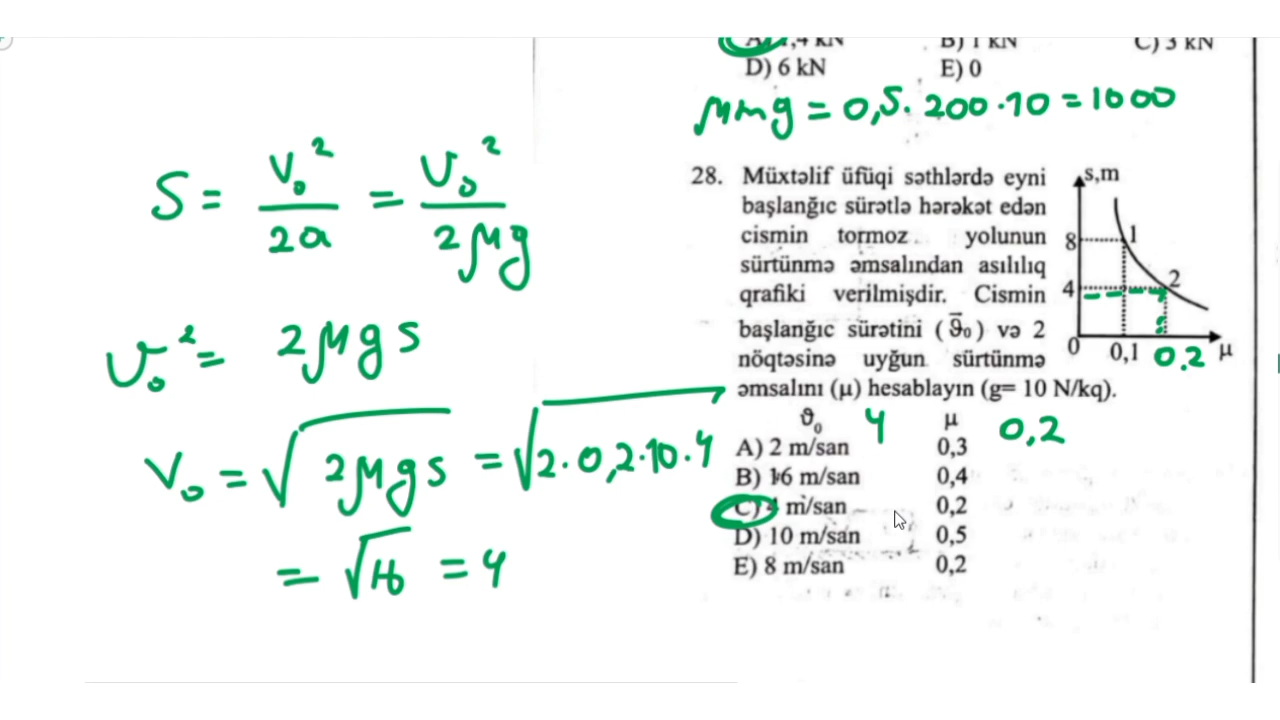 B) 1 KN C) 3 KN
D) 6 kN E) 0
μmg = 0,5. 200 ·10 = 1000
S = V₀² / 2a = V₀² / 2μg
V₀² = 2μgs
V₀ = √2μgs = √2·0,2·10·4
= √16 = 4
28. Müxtəlif üfüqi səthlərdə eyni
başlanğıc sürətlə hərəkət edən
cismin tormoz yolunun
sürtünmə əmsalından asılılıq
qrafiki verilmişdir. Cismin
başlanğıc sürətini (ϑ₀) və 2
nöqtəsinə uyğun sürtünmə
əmsalını (μ) hesablayın (g= 10 N/kq).
s,m
8 1
4 2
0 0,1 0.2 μ
ϑ₀ 4 μ 0,2
A) 2 m/san 0,3
B) 16 m/san 0,4
C) 4 m/san 0,2
D) 10 m/san 0,5
E) 8 m/san 0,2